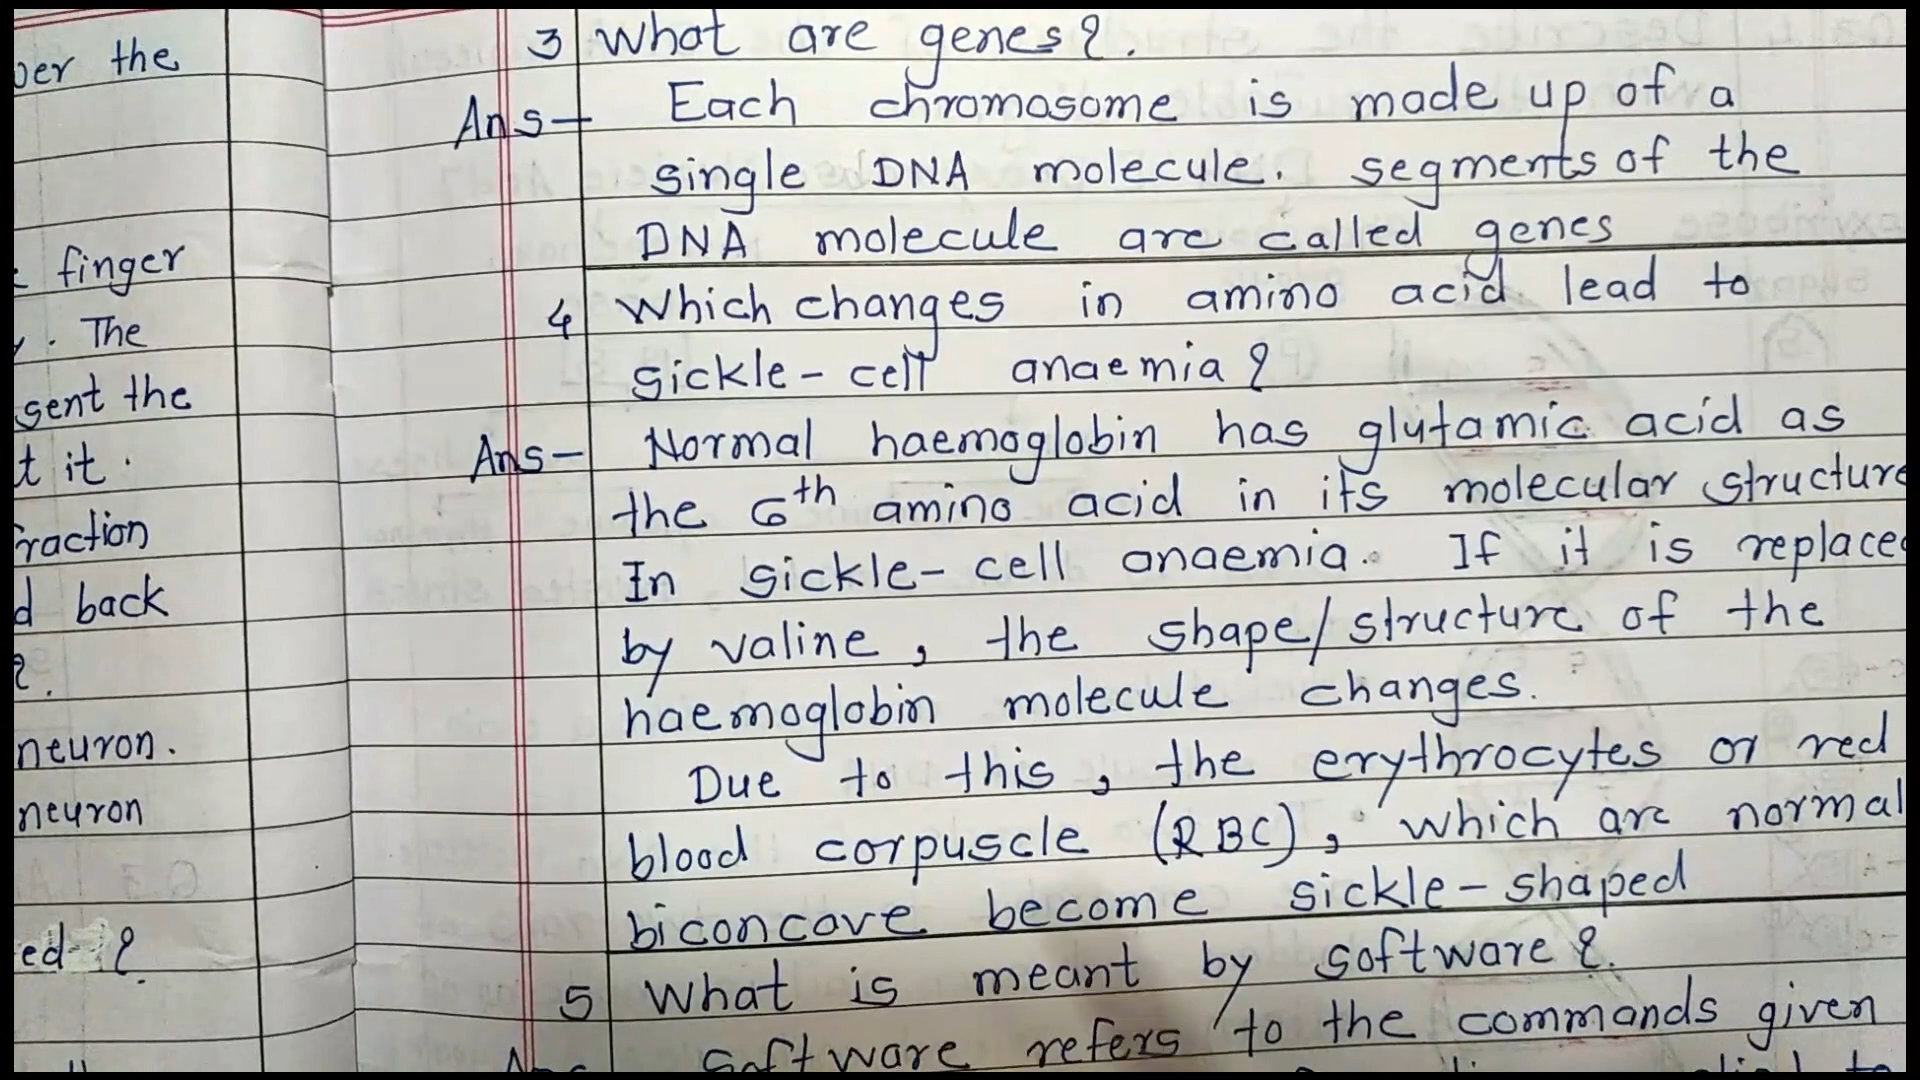 the
finger
The
sent the
t it.
raction
d back
?.
neuron.
neuron
ed ?
3 What are genes?.
Ans- Each chromosome is made up of a
single DNA molecule. segments of the
DNA molecule are called genes
4 Which changes in amino acid lead to
sickle-cell anaemia?
Ans- Normal haemoglobin has glutamic acid as
the 6th amino acid in its molecular structure
In sickle-cell anaemia. If it is replace
by valine, the shape/structure of the
haemoglobin molecule changes.
Due to this, the erythrocytes or red
blood corpuscle (RBC), which are normal
biconcave become sickle-shaped
5 What is meant by software?.
software refers to the commands given